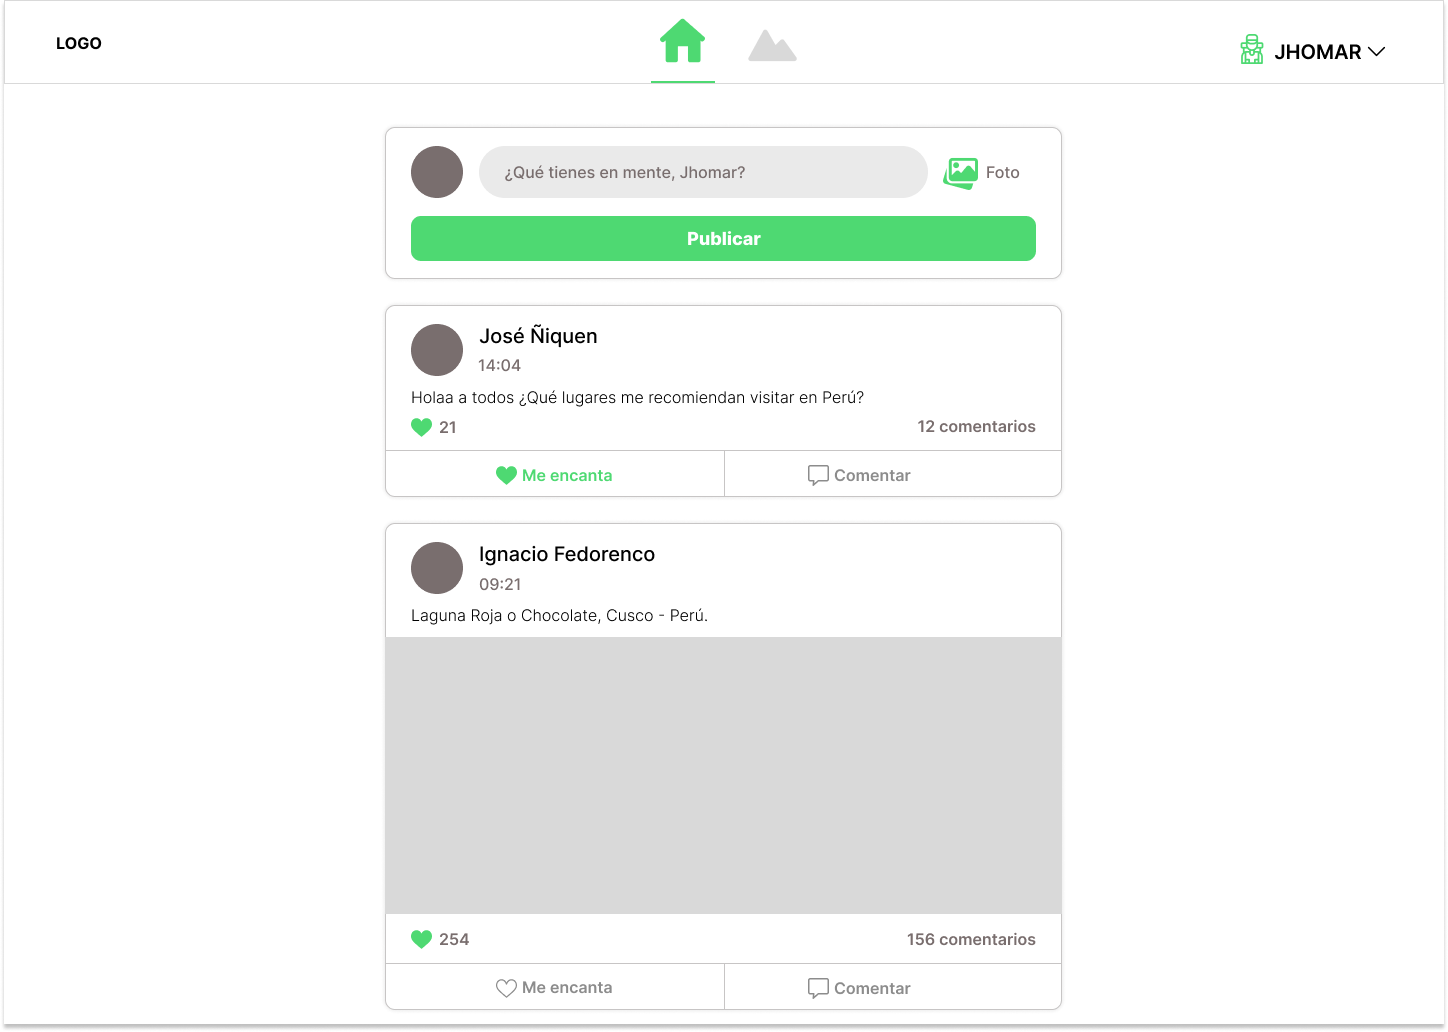 LOGO
JHOMAR
¿Qué tienes en mente, Jhomar?
Foto
Publicar
José Ñiquen
14:04
Holaa a todos ¿Qué lugares me recomiendan visitar en Perú?
21
12 comentarios
Me encanta
Comentar
Ignacio Fedorenco
09:21
Laguna Roja o Chocolate, Cusco - Perú.
254
156 comentarios
Me encanta
Comentar